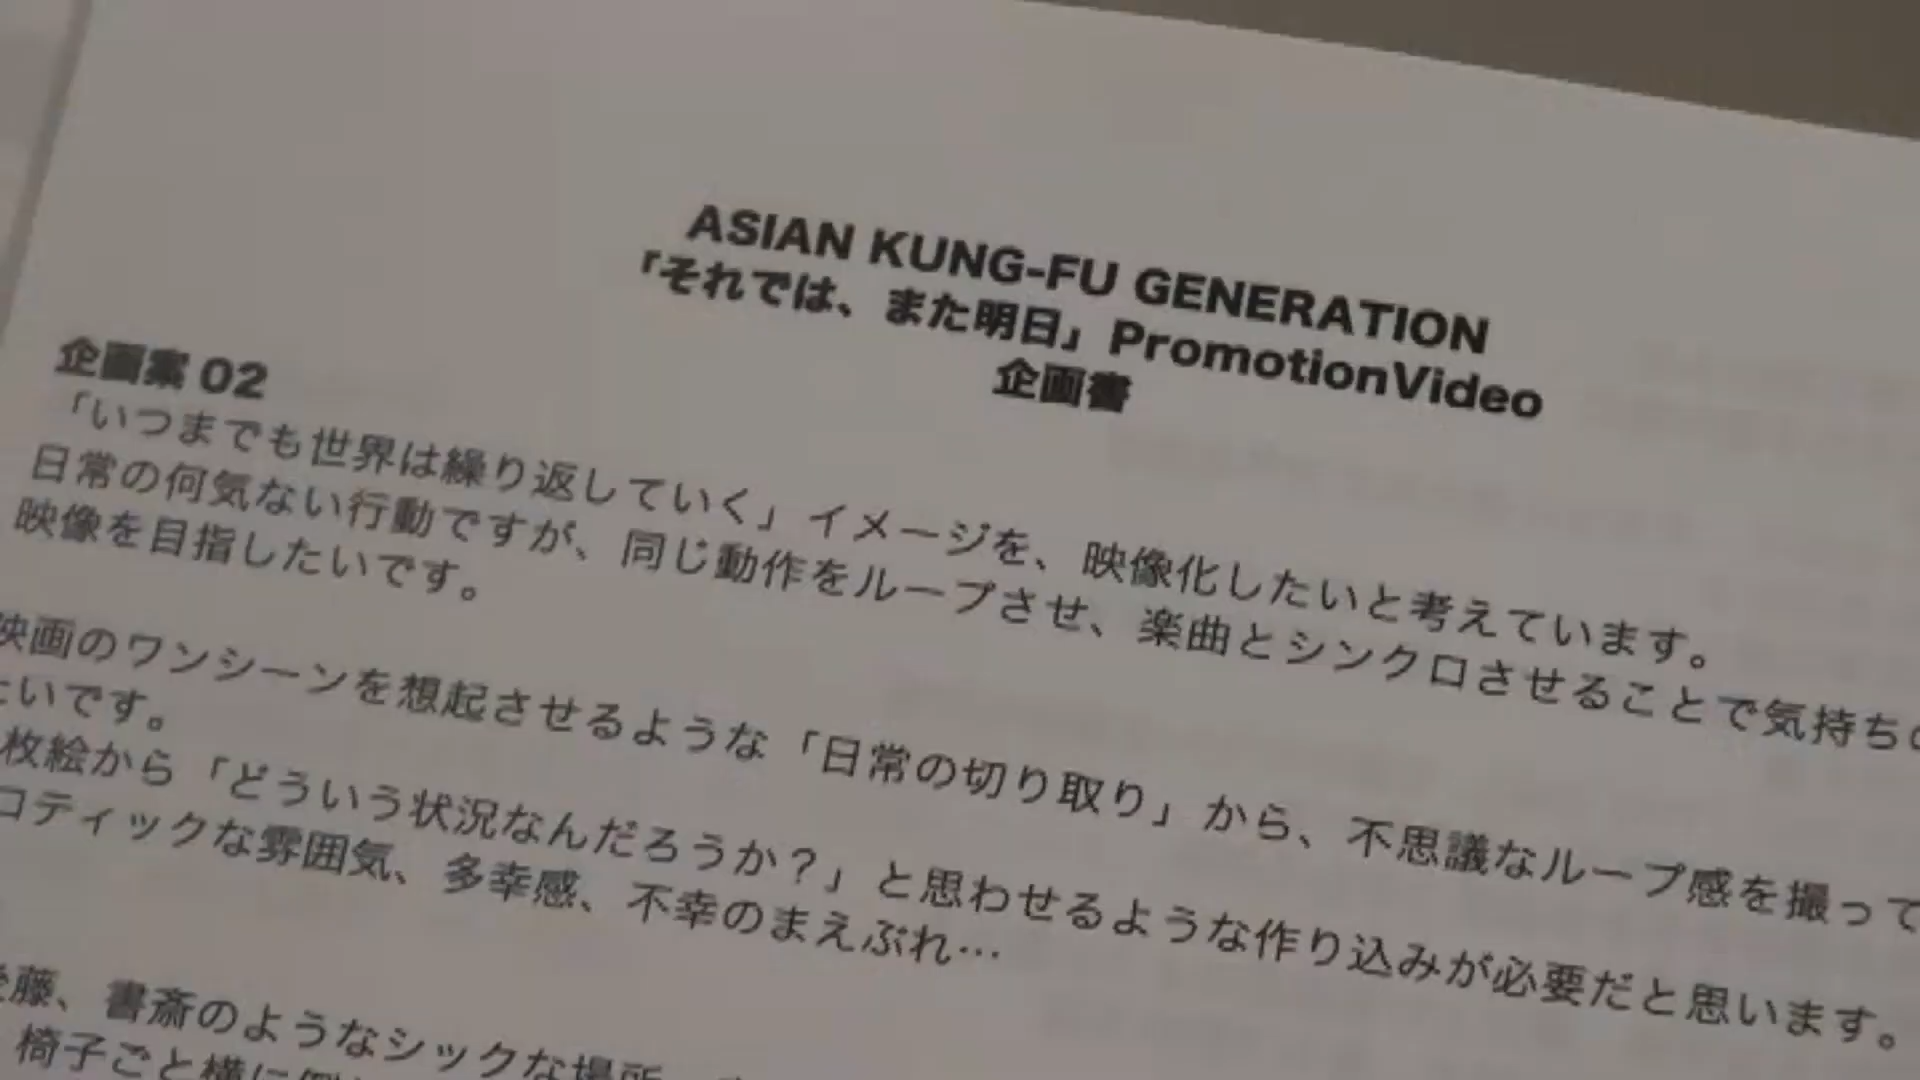 ASIAN KUNG-FU GENERATION
「それでは、また明日」PromotionVideo
企画書
企画案 02
「いつまでも世界は繰り返していく」イメージを、映像化したいと考えています。
日常の何気ない行動ですが、同じ動作をループさせ、楽曲とシンクロさせることで気持ちの
映像を目指したいです。
映画のワンシーンを想起させるような「日常の切り取り」から、不思議なループ感を撮って
たいです。
枚絵から「どういう状況なんだろうか？」と思わせるような作り込みが必要だと思います。
ロティックな雰囲気、多幸感、不幸のまえぶれ…
後藤、書斎のようなシックな場所
椅子ごと横に倒